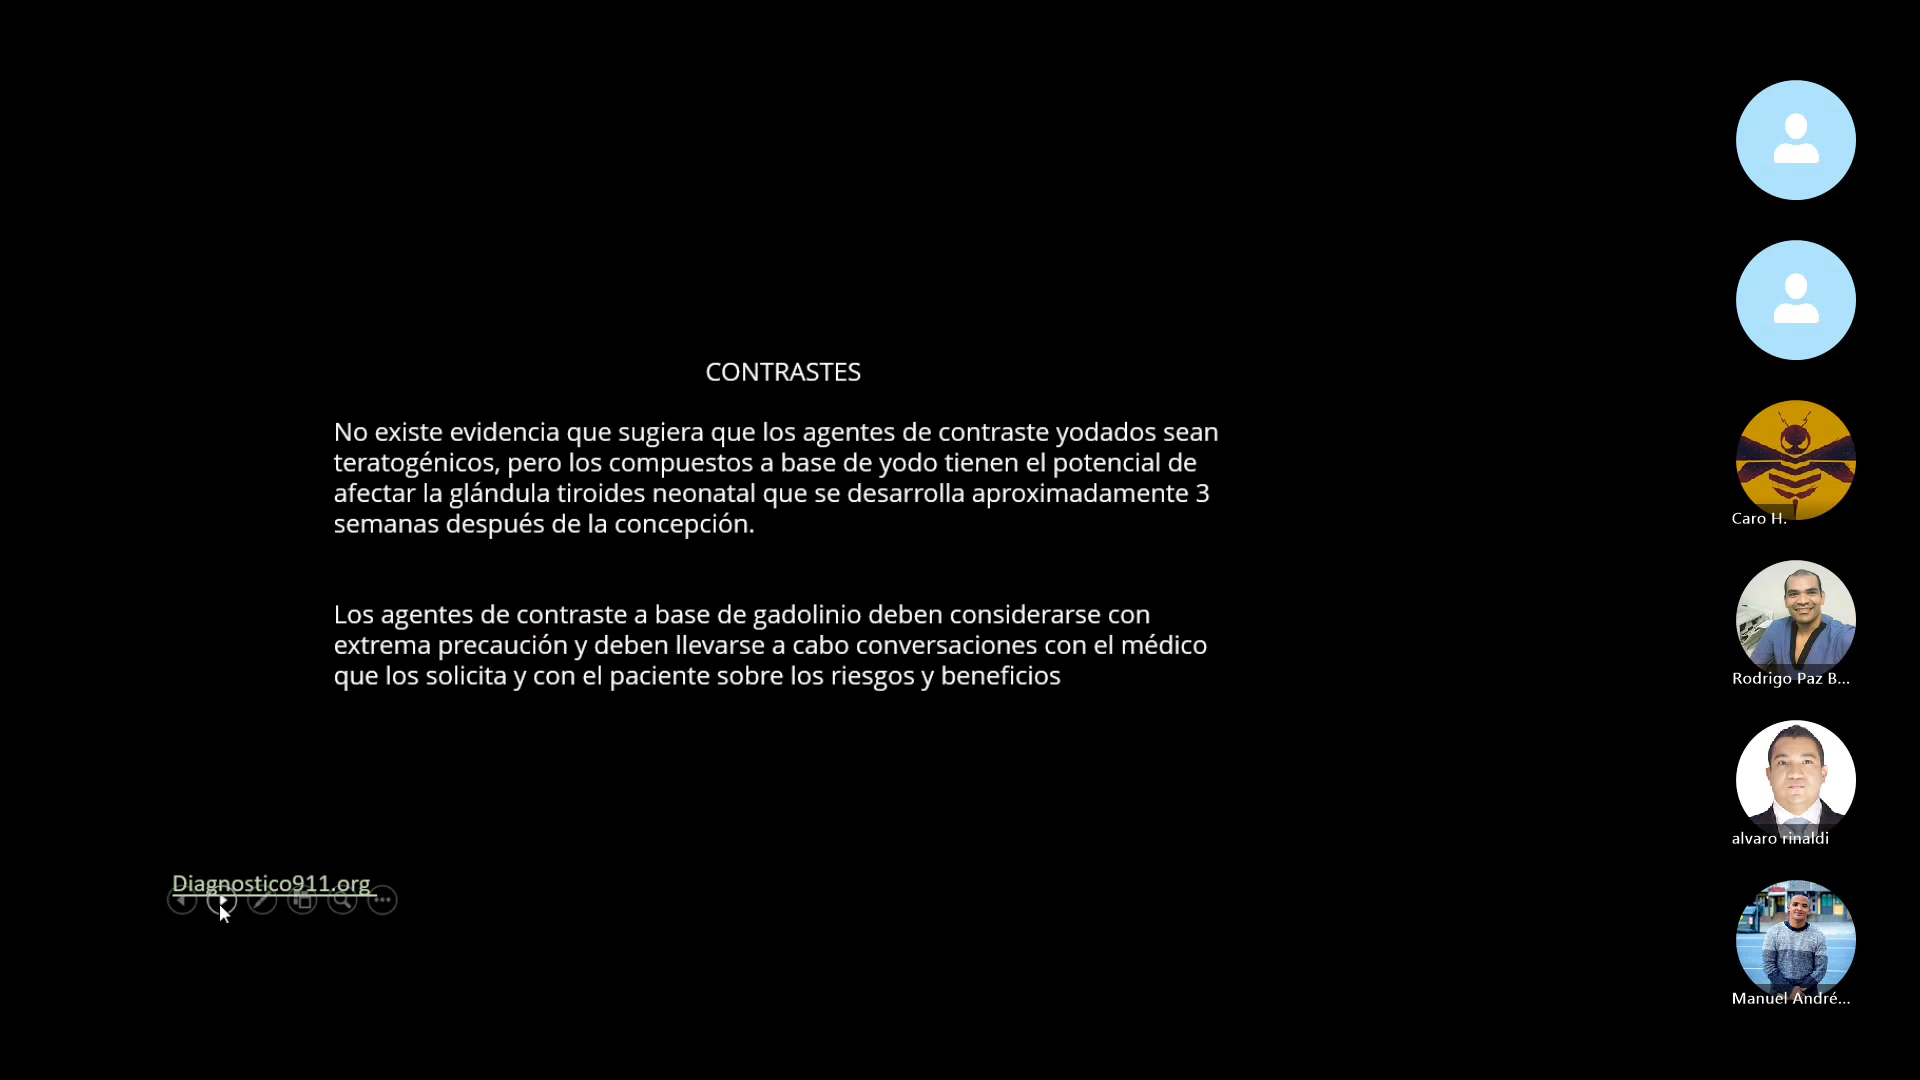 CONTRASTES
No existe evidencia que sugiera que los agentes de contraste yodados sean
teratogénicos, pero los compuestos a base de yodo tienen el potencial de
afectar la glándula tiroides neonatal que se desarrolla aproximadamente 3
semanas después de la concepción.
Los agentes de contraste a base de gadolinio deben considerarse con
extrema precaución y deben llevarse a cabo conversaciones con el médico
que los solicita y con el paciente sobre los riesgos y beneficios
Diagnostico911.org
Caro H.
Rodrigo Paz B...
alvaro rinaldi
Manuel André...